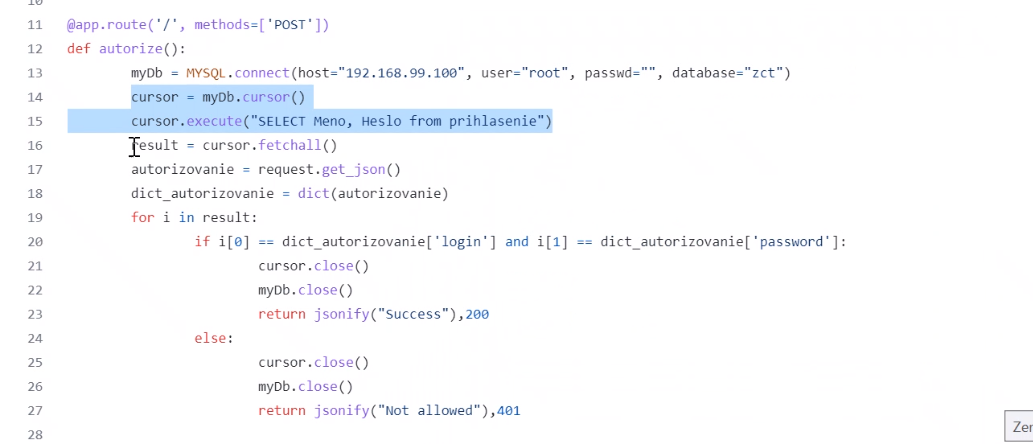 10
11 @app.route('/', methods=['POST'])
12 def autorize():
13 myDb = MYSQL.connect(host="192.168.99.100", user="root", passwd="", database="zct")
14 cursor = myDb.cursor()
15 cursor.execute("SELECT Meno, Heslo from prihlasenie")
16 result = cursor.fetchall()
17 autorizovanie = request.get_json()
18 dict_autorizovanie = dict(autorizovanie)
19 for i in result:
20 if i[0] == dict_autorizovanie['login'] and i[1] == dict_autorizovanie['password']:
21 cursor.close()
22 myDb.close()
23 return jsonify("Success"),200
24 else:
25 cursor.close()
26 myDb.close()
27 return jsonify("Not allowed"),401
28
Zer